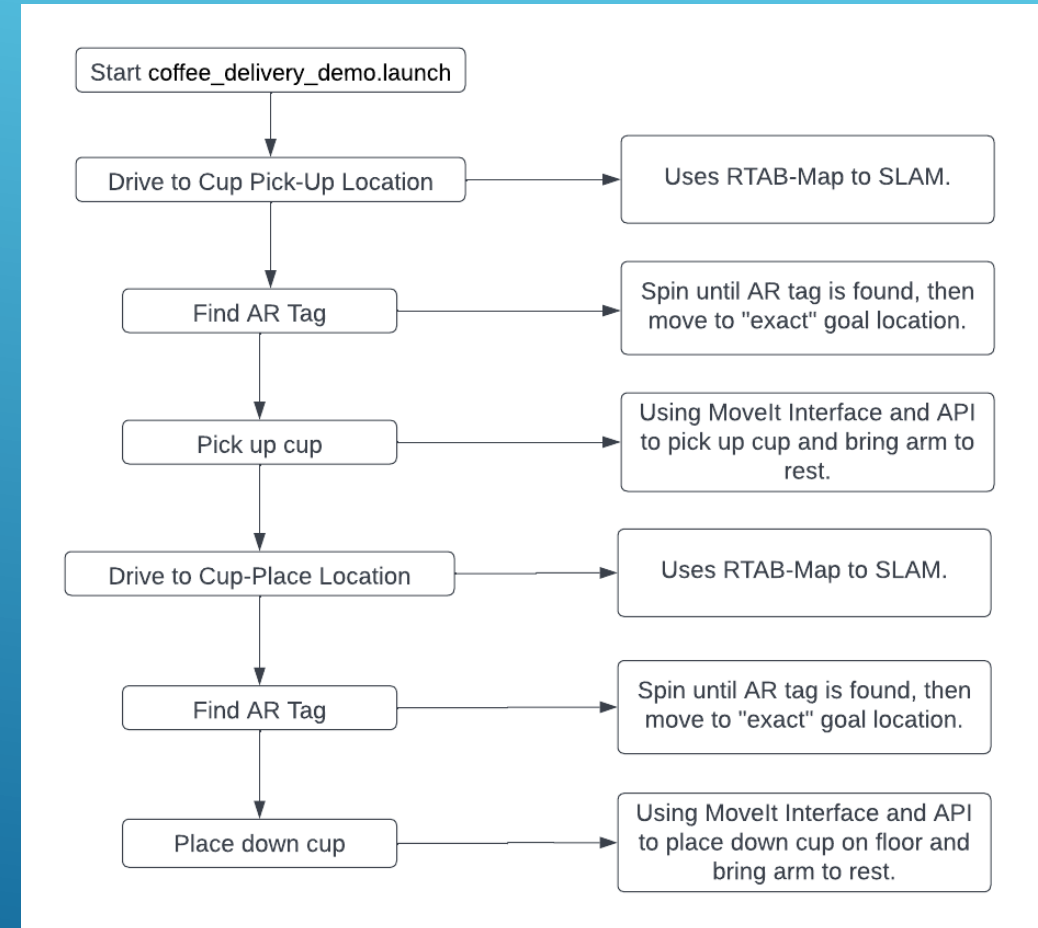 Start coffee_delivery_demo.launch
Drive to Cup Pick-Up Location
Uses RTAB-Map to SLAM.
Find AR Tag
Spin until AR tag is found, then
move to "exact" goal location.
Pick up cup
Using MoveIt Interface and API
to pick up cup and bring arm to
rest.
Drive to Cup-Place Location
Uses RTAB-Map to SLAM.
Find AR Tag
Spin until AR tag is found, then
move to "exact" goal location.
Place down cup
Using MoveIt Interface and API
to place down cup on floor and
bring arm to rest.